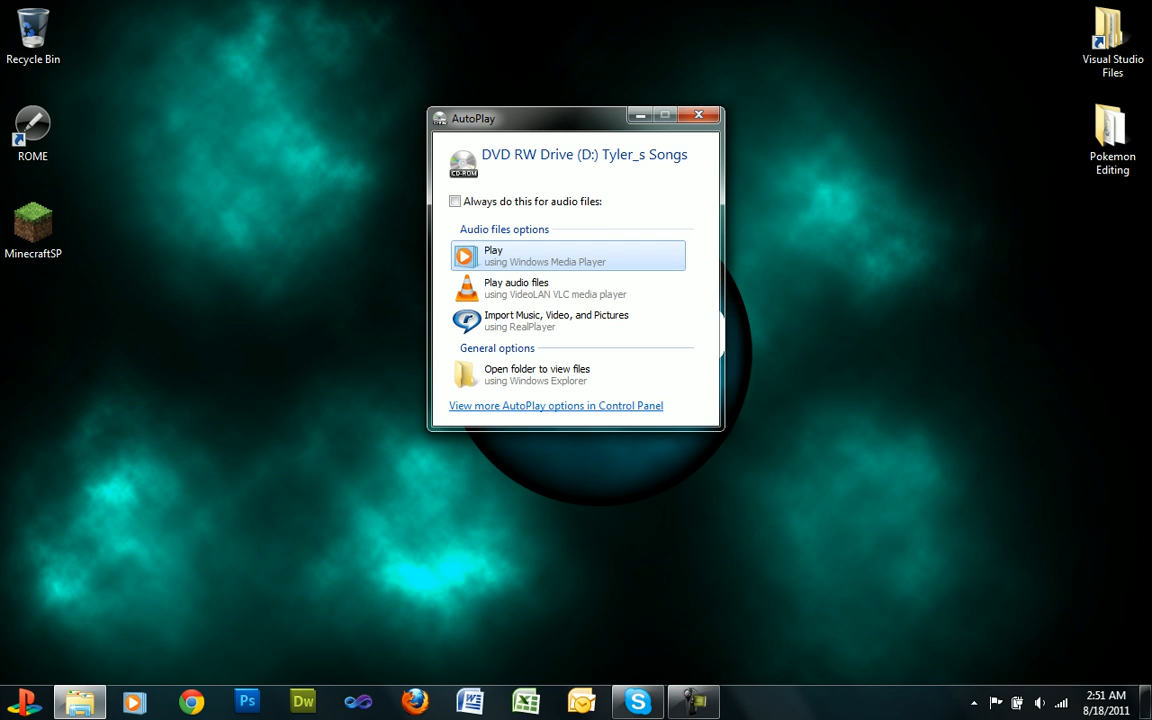 Recycle Bin
ROME
MinecraftSP
Visual Studio
Files
Pokemon
Editing
AutoPlay
DVD RW Drive (D:) Tyler_s Songs
CD-ROM
Always do this for audio files:
Audio files options
Play
using Windows Media Player
Play audio files
using VideoLAN VLC media player
Import Music, Video, and Pictures
using RealPlayer
General options
Open folder to view files
using Windows Explorer
View more AutoPlay options in Control Panel
Ps
Dw
2:51 AM
8/18/2011